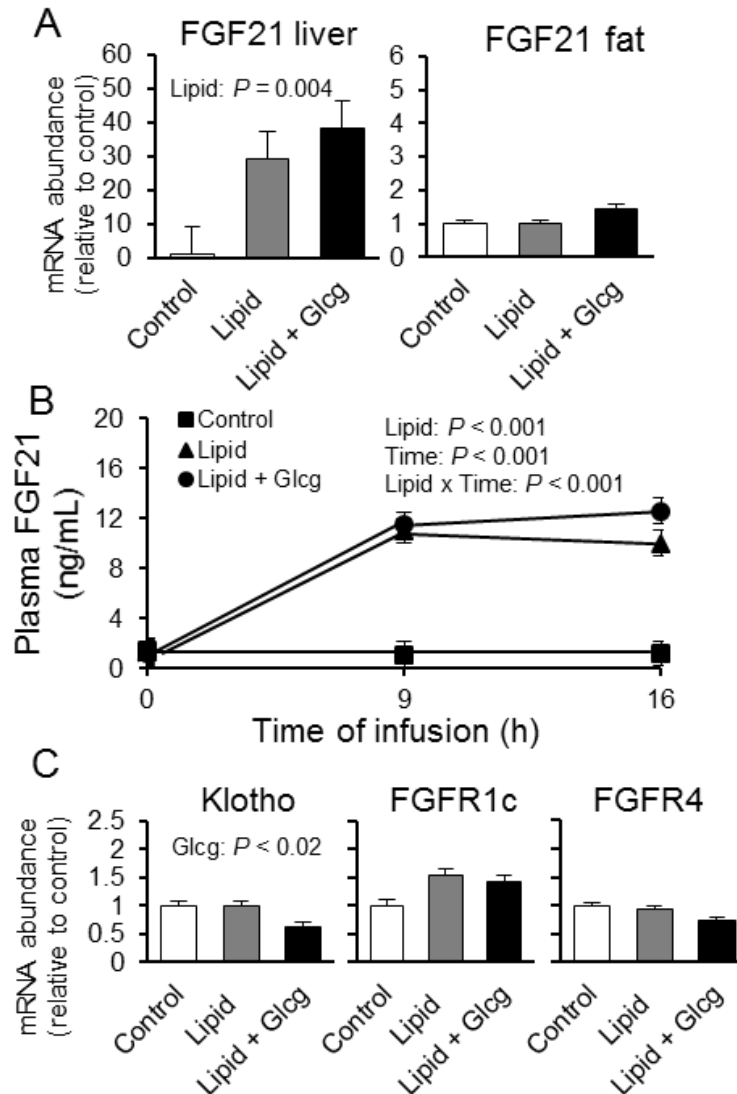 A
FGF21 liver
FGF21 fat
mRNA abundance
(relative to control)
Lipid: P = 0.004
50
40
30
20
10
0
6
5
4
3
2
1
0
Control
Lipid
Lipid + Glcg
Control
Lipid
Lipid + Glcg
B
Plasma FGF21
(ng/mL)
20
16
12
8
4
0
Control
Lipid
Lipid + Glcg
Lipid: P < 0.001
Time: P < 0.001
Lipid x Time: P < 0.001
0
9
16
Time of infusion (h)
C
Klotho
FGFR1c
FGFR4
mRNA abundance
(relative to control)
2.5
2
1.5
1
0.5
0
Glcg: P < 0.02
Control
Lipid
Lipid + Glcg
Control
Lipid
Lipid + Glcg
Control
Lipid
Lipid + Glcg